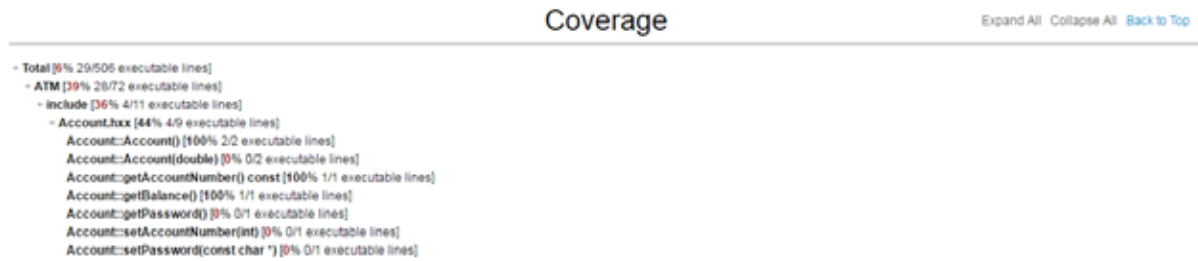 Coverage
Expand All Collapse All Back to Top
- Total [6% 29/506 executable lines]
- ATM [39% 28/72 executable lines]
- include [36% 4/11 executable lines]
- Account.hxx [44% 4/9 executable lines]
Account::Account() [100% 2/2 executable lines]
Account::Account(double) [0% 0/2 executable lines]
Account::getAccountNumber() const [100% 1/1 executable lines]
Account::getBalance() [100% 1/1 executable lines]
Account::getPassword() [0% 0/1 executable lines]
Account::setAccountNumber(int) [0% 0/1 executable lines]
Account::setPassword(const char *) [0% 0/1 executable lines]